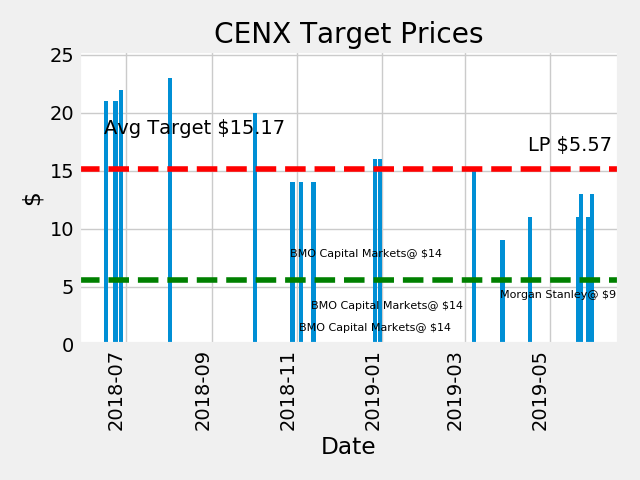 CENX Target Prices
25
20
15
10
5
0
$
Avg Target $15.17
LP $5.57
BMO Capital Markets@ $14
Morgan Stanley@ $9
BMO Capital Markets@ $14
BMO Capital Markets@ $14
2018-07
2018-09
2018-11
2019-01
2019-03
2019-05
Date